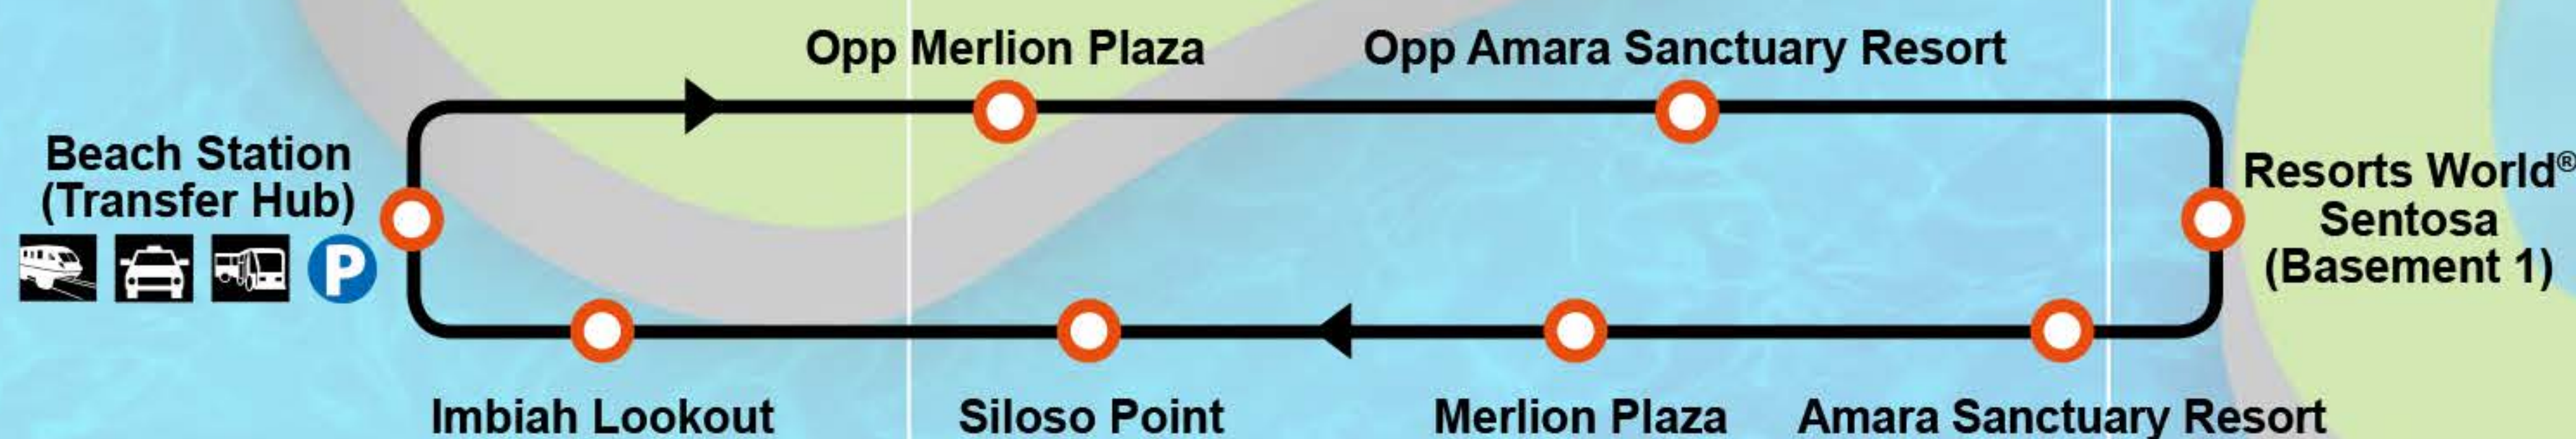 Opp Merlion Plaza
Opp Amara Sanctuary Resort
Beach Station
(Transfer Hub)
P
Resorts World®
Sentosa
(Basement 1)
Imbiah Lookout
Siloso Point
Merlion Plaza
Amara Sanctuary Resort